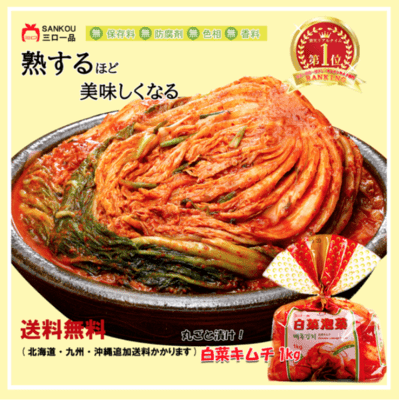 SANKOU
三口一品
無 保存料 無 防腐剤 無 色相 無 香料
第1位
RANKING
熟するほど
美味しくなる
白菜泡菜
1kg
送料無料
丸ごと漬け!
(北海道・九州・沖縄追加送料かかります)
白菜キムチ 1kg